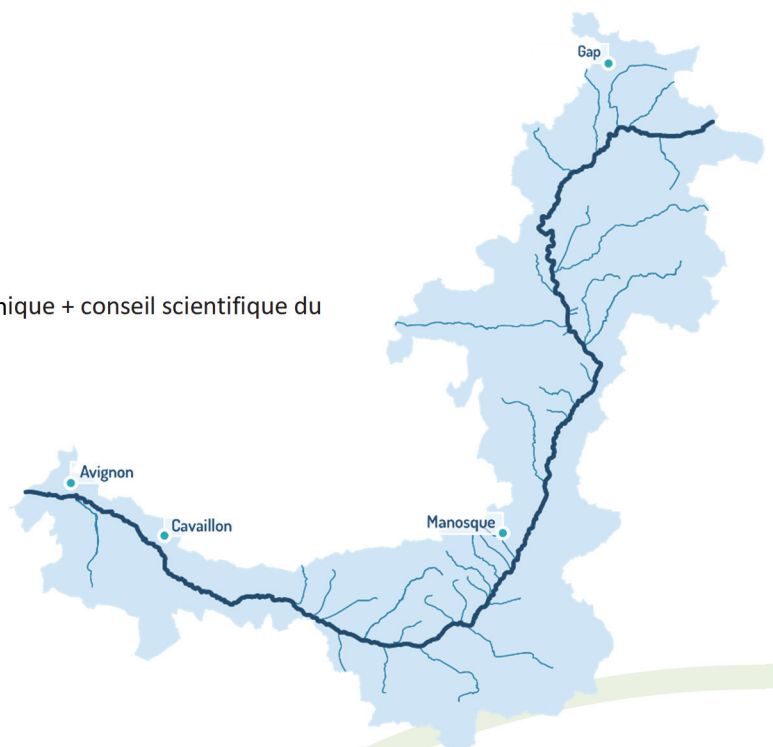 Gap
nique + conseil scientifique du
Avignon
Cavaillon
Manosque